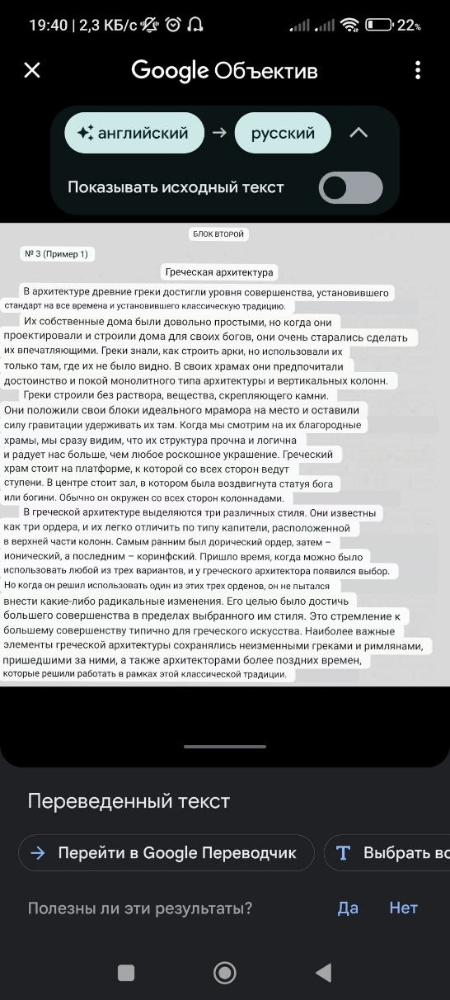 19:40 | 2,3 КБ/с 22%
Google Объектив
английский → русский
Показывать исходный текст
БЛОК ВТОРОЙ
№ 3 (Пример 1)
Греческая архитектура
В архитектуре древние греки достигли уровня совершенства, установившего
стандарт на все времена и установившего классическую традицию.
Их собственные дома были довольно простыми, но когда они
проектировали и строили дома для своих богов, они очень старались сделать
их впечатляющими. Греки знали, как строить арки, но использовали их
только там, где их не было видно. В своих храмах они предпочитали
достоинство и покой монолитного типа архитектуры и вертикальных колонн.
Греки строили без раствора, вещества, скрепляющего камни.
Они положили свои блоки идеального мрамора на место и оставили
силу гравитации удерживать их там. Когда мы смотрим на их благородные
храмы, мы сразу видим, что их структура прочна и логична
и радует нас больше, чем любое роскошное украшение. Греческий
храм стоит на платформе, к которой со всех сторон ведут
ступени. В центре стоит зал, в котором была воздвигнута статуя бога
или богини. Обычно он окружен со всех сторон колоннадами.
В греческой архитектуре выделяются три различных стиля. Они известны
как три ордера, и их легко отличить по типу капители, расположенной
в верхней части колонн. Самым ранним был дорический ордер, затем –
ионический, а последним – коринфский. Пришло время, когда можно было
использовать любой из трех вариантов, и у греческого архитектора появился выбор.
Но когда он решил использовать один из этих трех орденов, он не пытался
внести какие-либо радикальные изменения. Его целью было достичь
большего совершенства в пределах выбранного им стиля. Это стремление к
большему совершенству типично для греческого искусства. Наиболее важные
элементы греческой архитектуры сохранялись неизменными греками и римлянами,
пришедшими за ними, а также архитекторами более поздних времен,
которые решили работать в рамках этой классической традиции.
Переведенный текст
Перейти в Google Переводчик
Выбрать вс
Полезны ли эти результаты? Да Нет